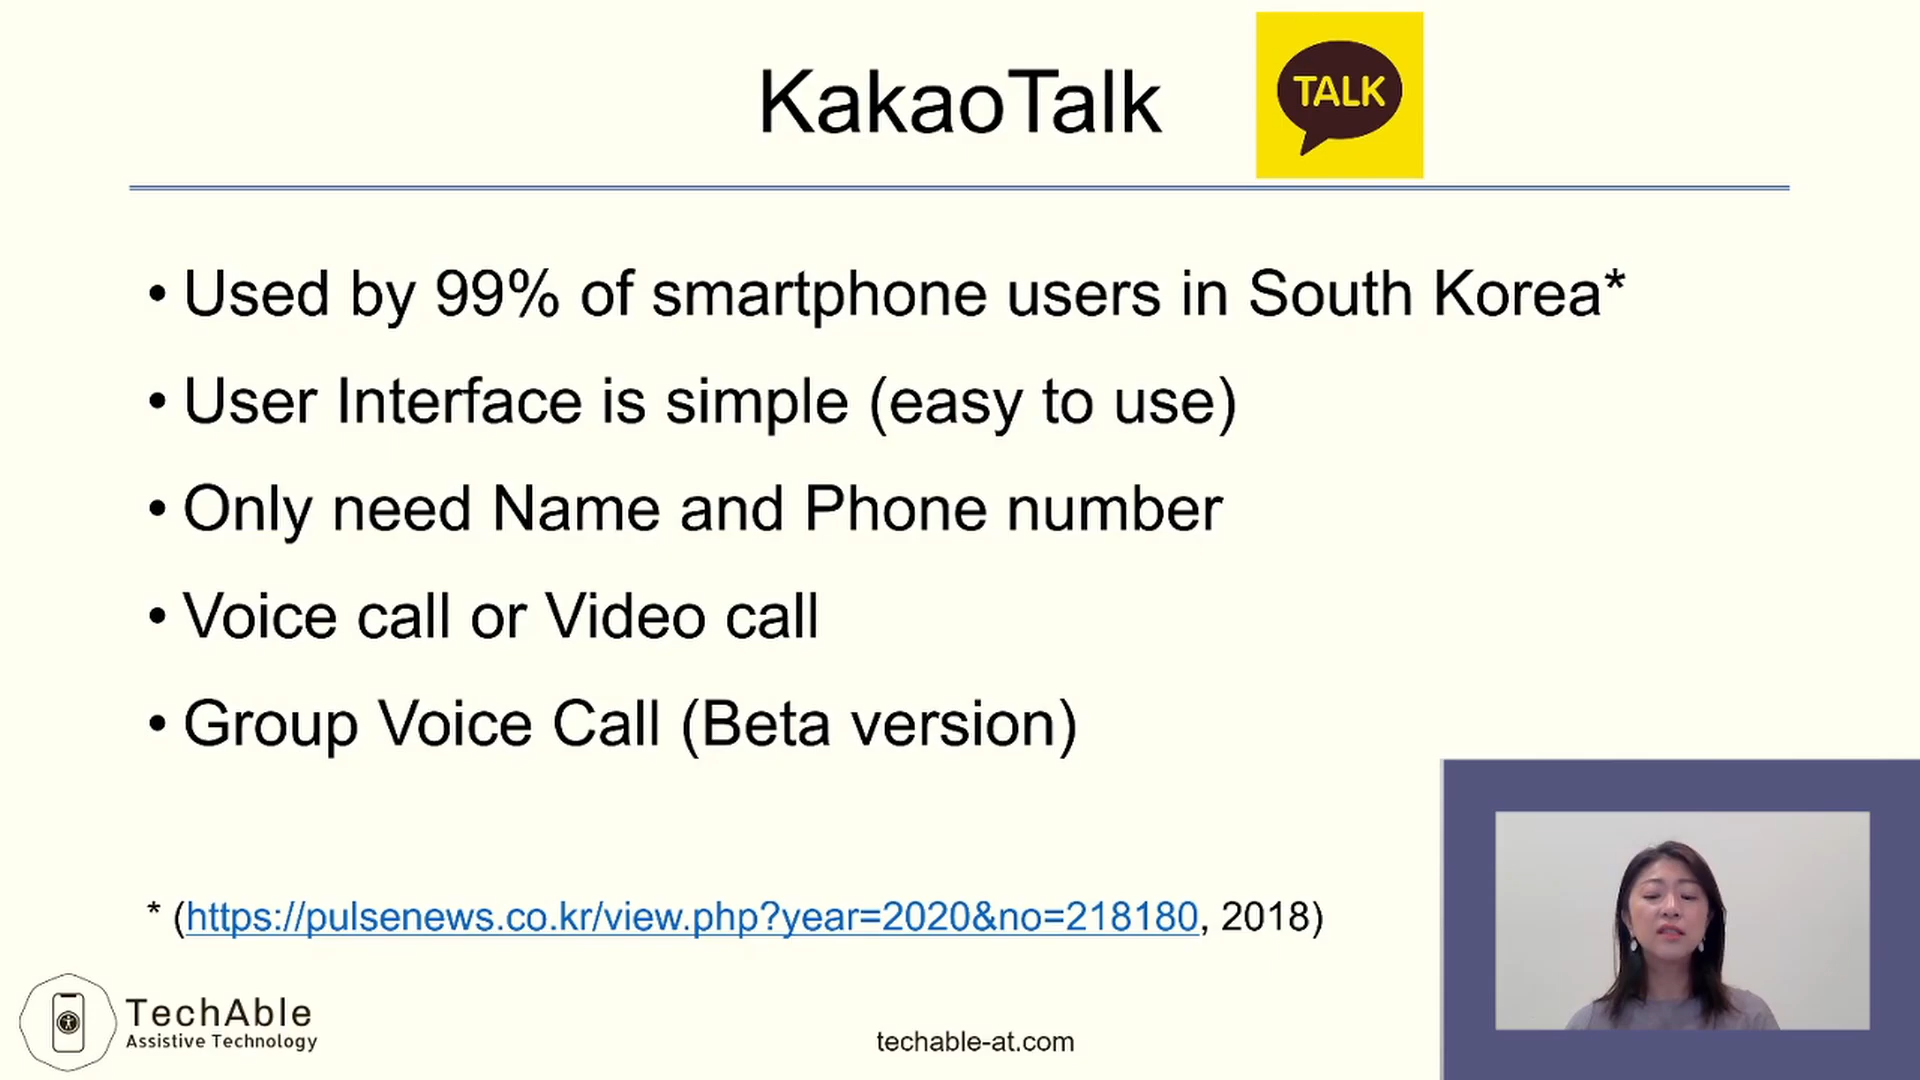 KakaoTalk
TALK
• Used by 99% of smartphone users in South Korea*
• User Interface is simple (easy to use)
• Only need Name and Phone number
• Voice call or Video call
• Group Voice Call (Beta version)
* (https://pulsenews.co.kr/view.php?year=2020&no=218180, 2018)
TechAble
Assistive Technology
techable-at.com